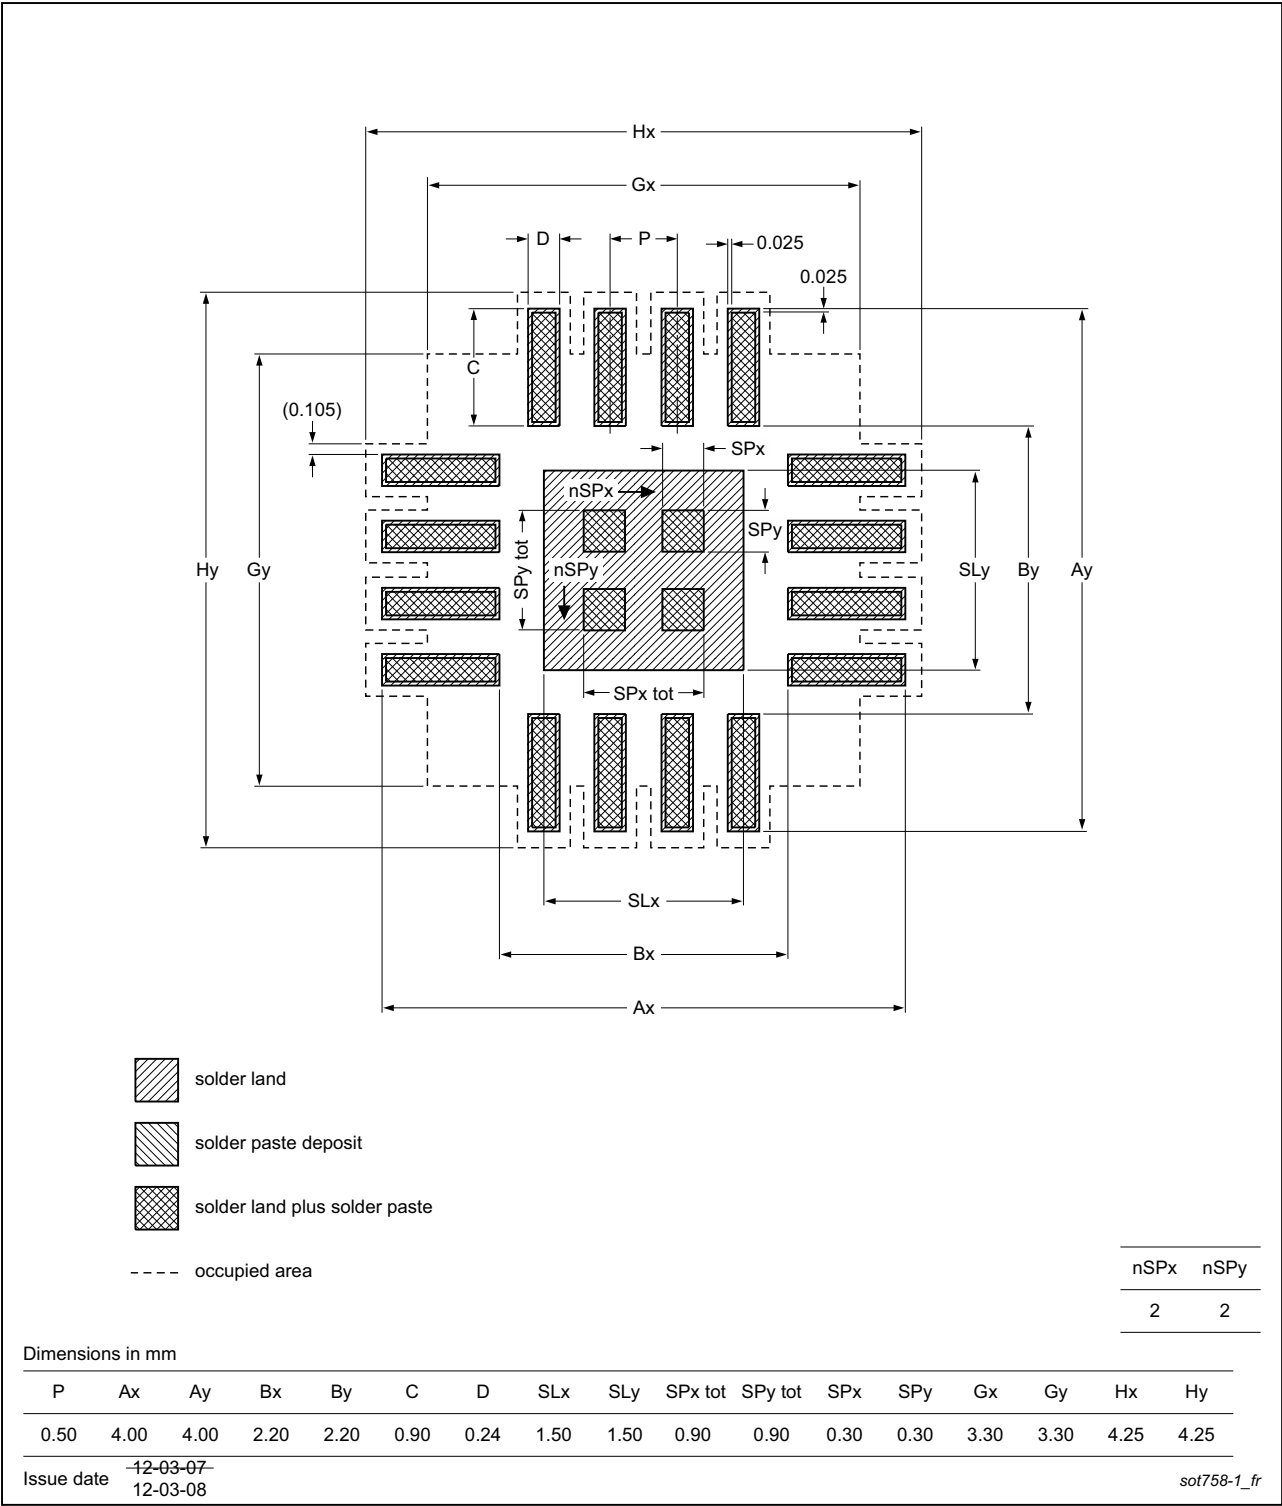 Hx
Gx
D
P
0.025
0.025
C
(0.105)
SPx
nSPx
SPy
SPy tot
nSPy
Hy
Gy
SLy
By
Ay
SPx tot
SLx
Bx
Ax
solder land
solder paste deposit
solder land plus solder paste
occupied area
nSPx nSPy
2 2
Dimensions in mm
P Ax Ay Bx By C D SLx SLy SPx tot SPy tot SPx SPy Gx Gy Hx Hy
0.50 4.00 4.00 2.20 2.20 0.90 0.24 1.50 1.50 0.90 0.90 0.30 0.30 3.30 3.30 4.25 4.25
Issue date
12-03-07
12-03-08
sot758-1_fr